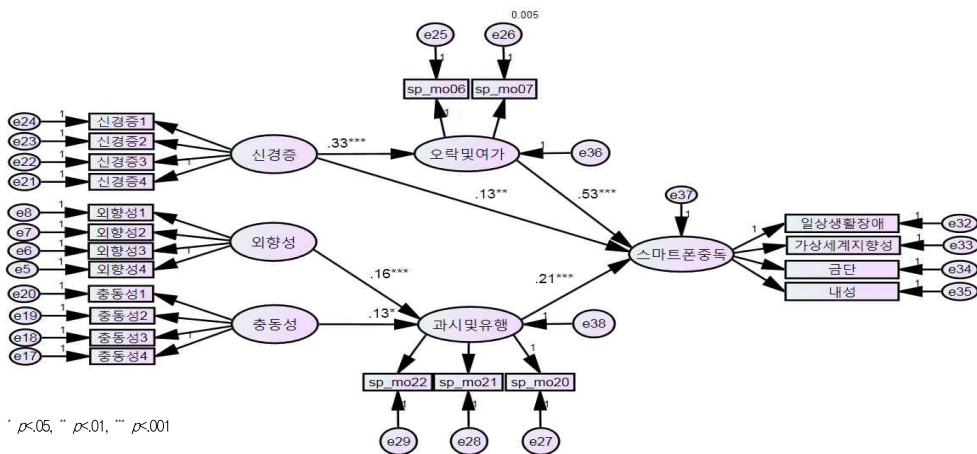 0.005
e25 e26
1 1
sp_mo06 sp_mo07
1
e24 1 신경증1
e23 1 신경증2
e22 1 신경증3
e21 1 신경증4
1
신경증
.33***
오락및여가
1
e36
.13**
.53***
e37
1
e8 1 외향성1
e7 1 외향성2
e6 1 외향성3
e5 1 외향성4
1
외향성
.16***
스마트폰중독
1
일상생활장애 1 e32
가상세계지향성 1 e33
금단 1 e34
내성 1 e35
.21***
e20 1 충동성1
e19 1 충동성2
e18 1 충동성3
e17 1 충동성4
1
충동성
.13*
과시및유행
1
e38
1
sp_mo22 sp_mo21 sp_mo20
1 1 1
e29 e28 e27
* p<.05, ** p<.01, *** p<.001